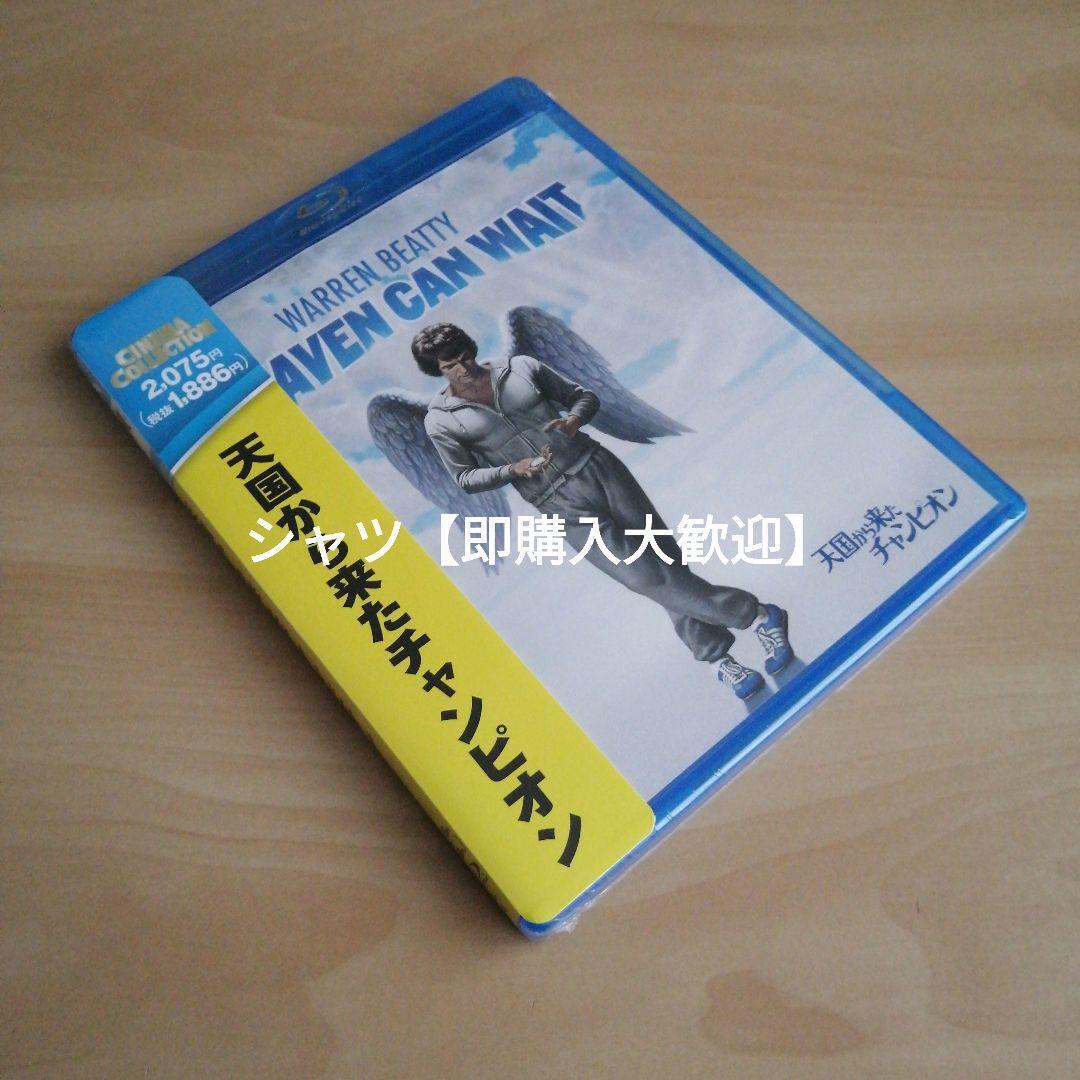 WARREN BEATTY
AVEN CAN WAIT
CINEMA
COLLECTION
2,075円
(税抜1,886円)
天国から来たチャンピオン
シャツ【即購入大歓迎】
天国から来た
チャンピオン